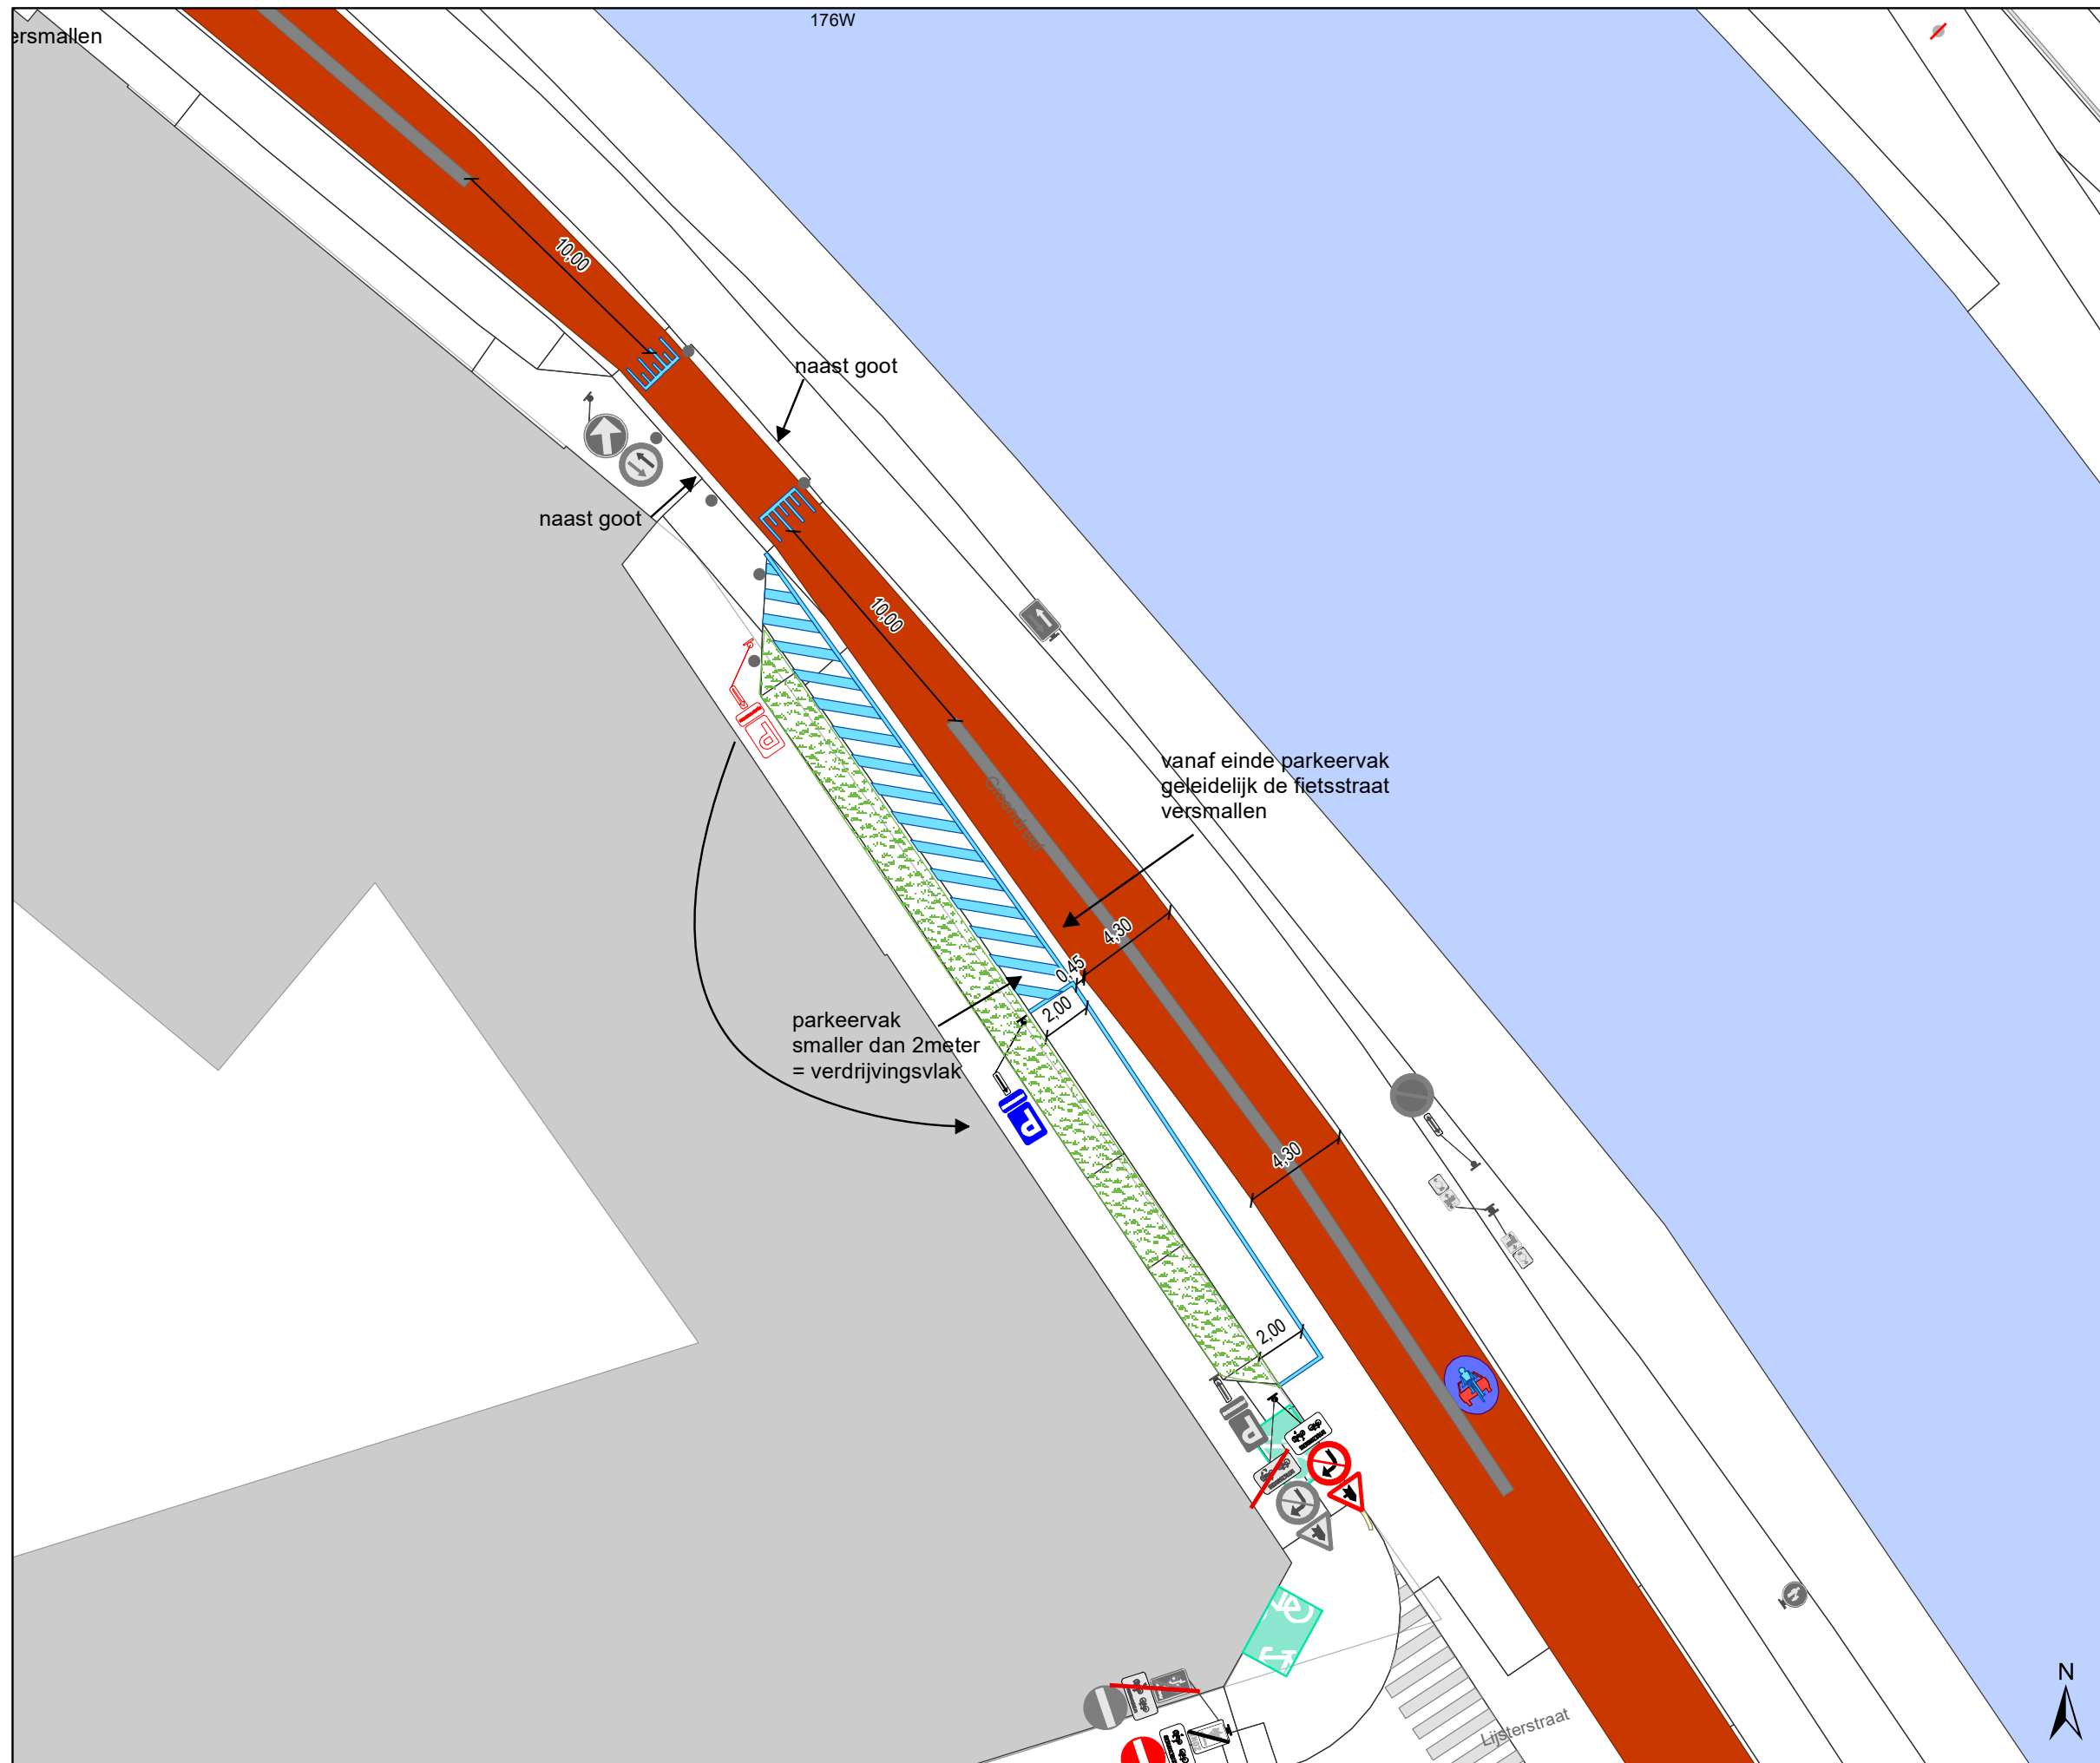 176W
ersmallen
10,00
naast goot
naast goot
10,00
vanaf einde parkeervak
geleidelijk de fietsstraat
versmallen
4,30
0,45
2,00
parkeervak
smaller dan 2meter
= verdrijvingsvlak
P
P
4,30
2,00
P
N
Lijsterstraat